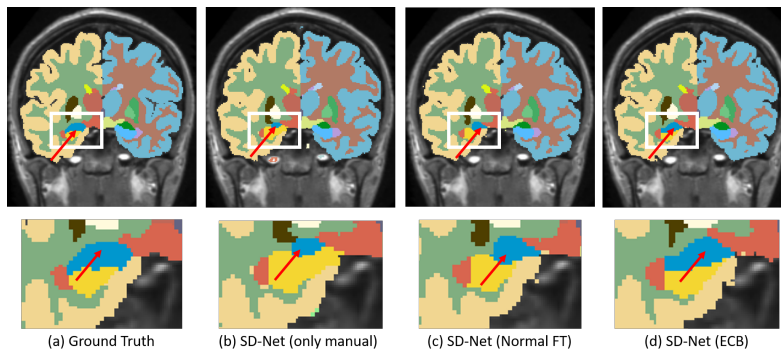 (a) Ground Truth
(b) SD-Net (only manual)
(c) SD-Net (Normal FT)
(d) SD-Net (ECB)